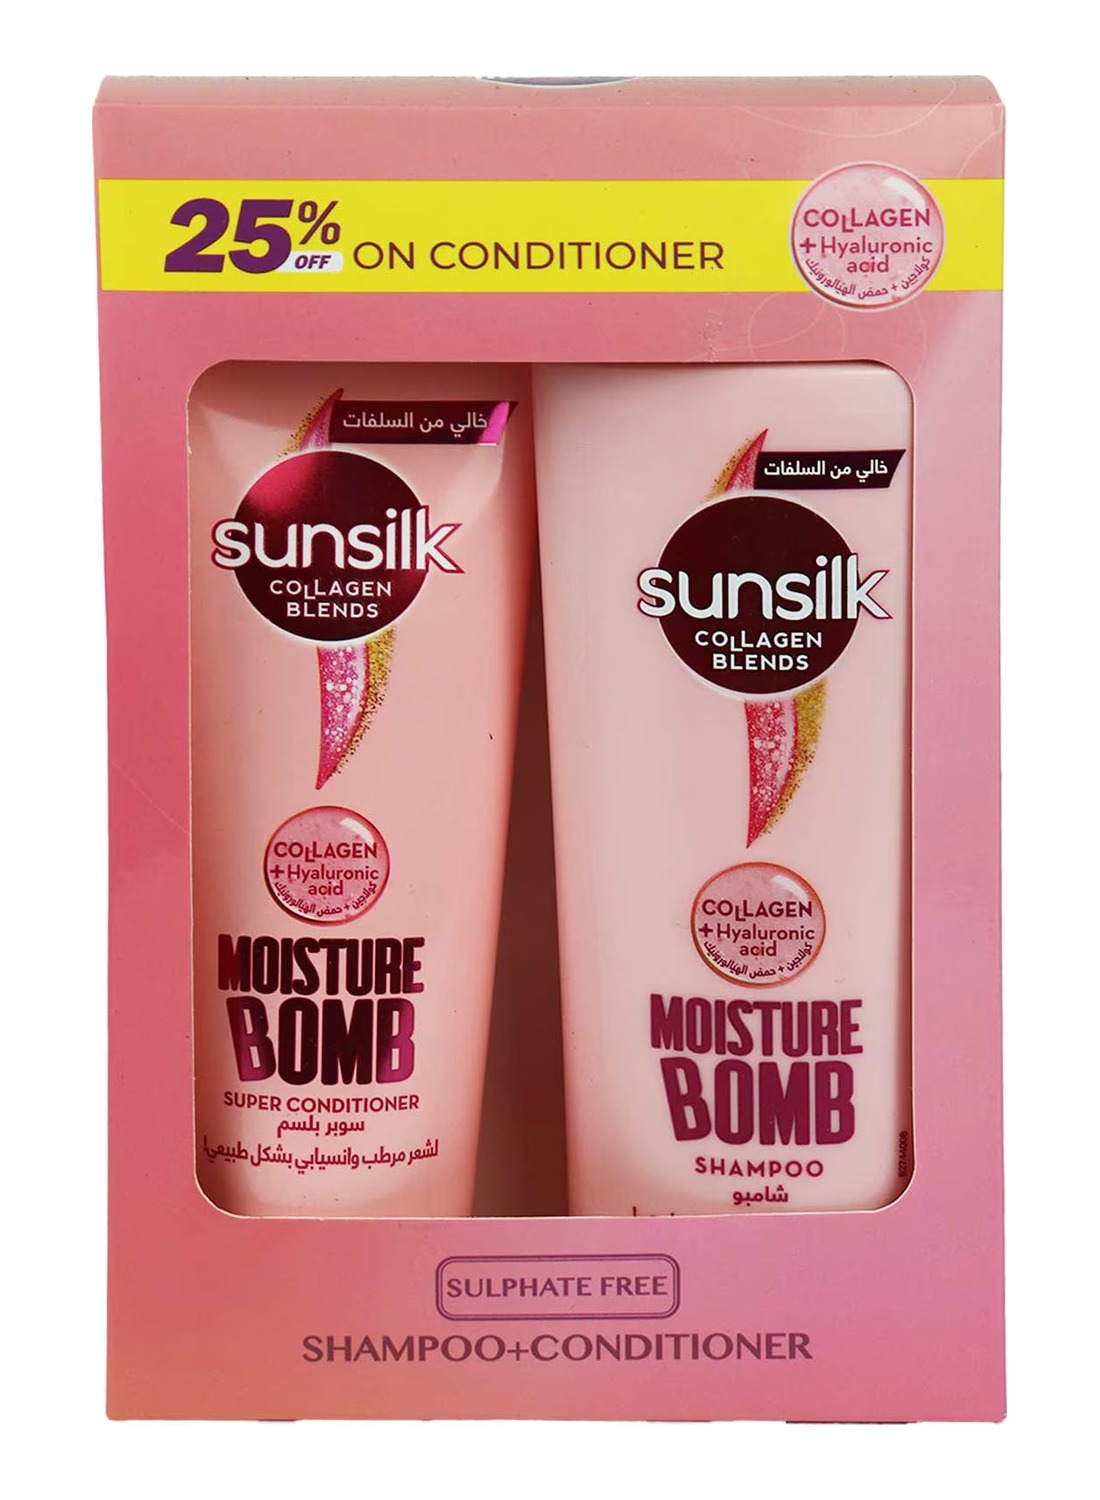 25% OFF ON CONDITIONER
COLLAGEN
+ Hyaluronic
acid
كولاجين + حمض الهيالورونيك
خالي من السلفات
sunsilk
COLLAGEN
BLENDS
COLLAGEN
+ Hyaluronic
acid
كولاجين + حمض الهيالورونيك
MOISTURE
BOMB
SUPER CONDITIONER
سوبر بلسم
لشعر مرطب وانسيابي بشكل طبيعي!
خالي من السلفات
sunsilk
COLLAGEN
BLENDS
COLLAGEN
+ Hyaluronic
acid
كولاجين + حمض الهيالورونيك
MOISTURE
BOMB
SHAMPOO
شامبو
62744008
SULPHATE FREE
SHAMPOO+CONDITIONER